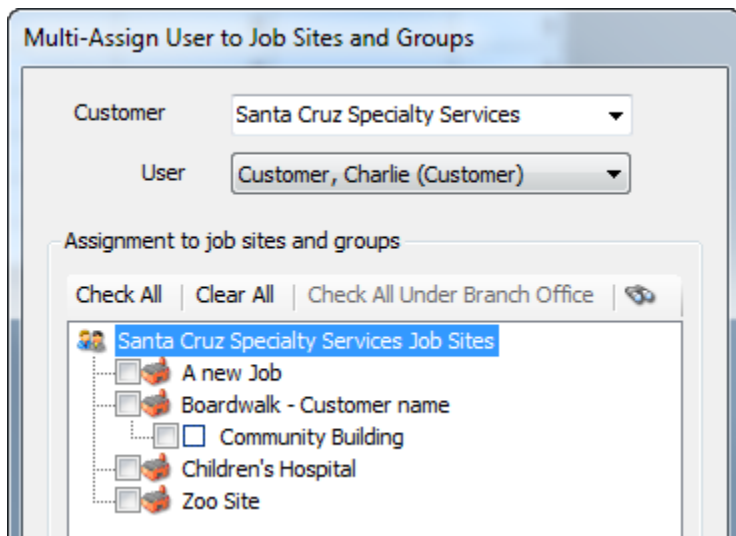 Multi-Assign User to Job Sites and Groups
Customer Santa Cruz Specialty Services
User Customer, Charlie (Customer)
Assignment to job sites and groups
Check All Clear All Check All Under Branch Office
Santa Cruz Specialty Services Job Sites
A new Job
Boardwalk - Customer name
Community Building
Children's Hospital
Zoo Site